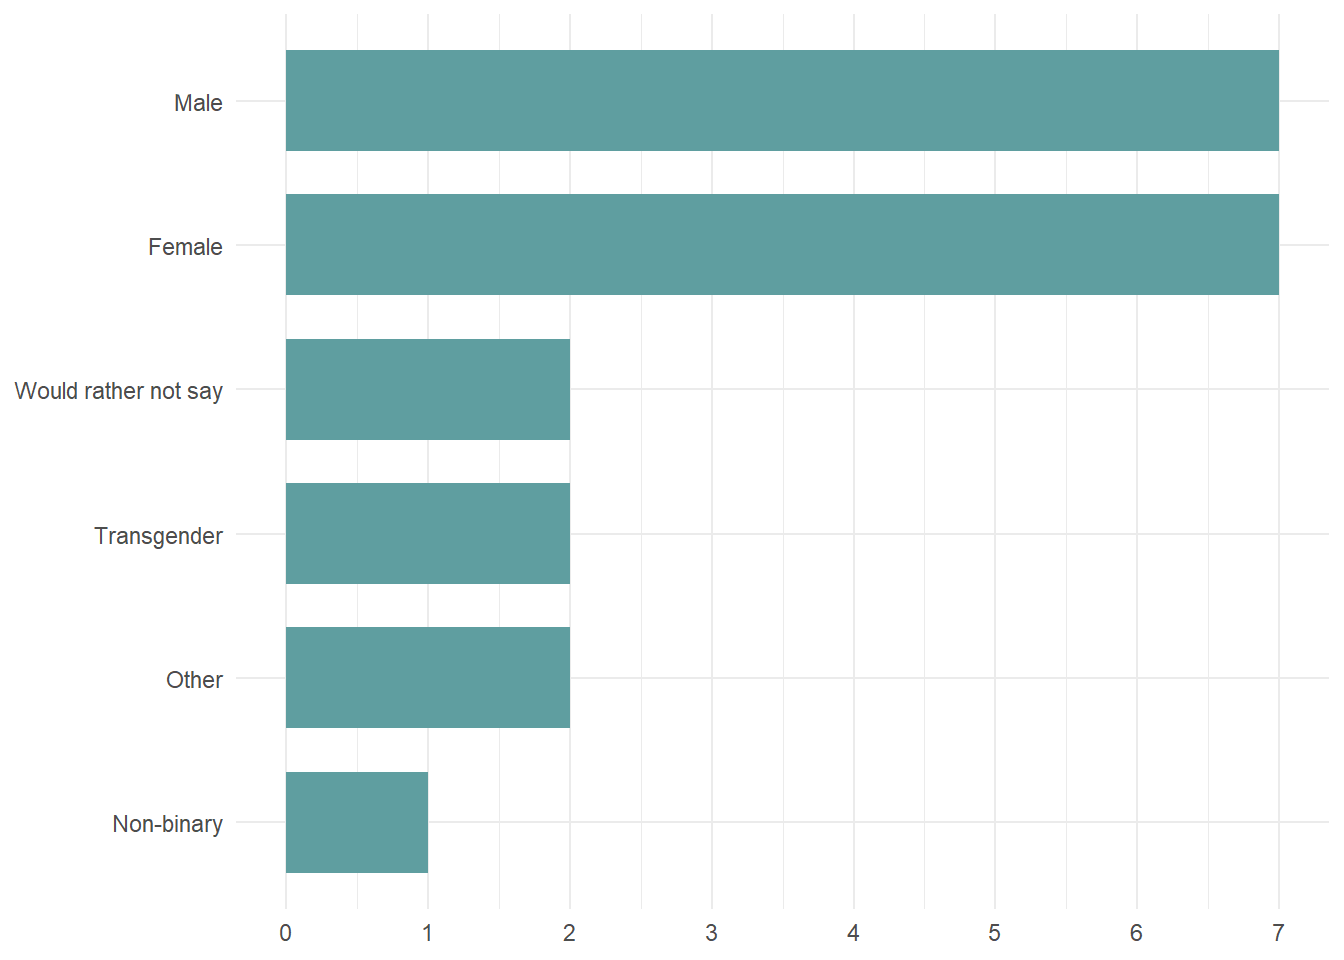 Male
Female
Would rather not say
Transgender
Other
Non-binary
0 1 2 3 4 5 6 7